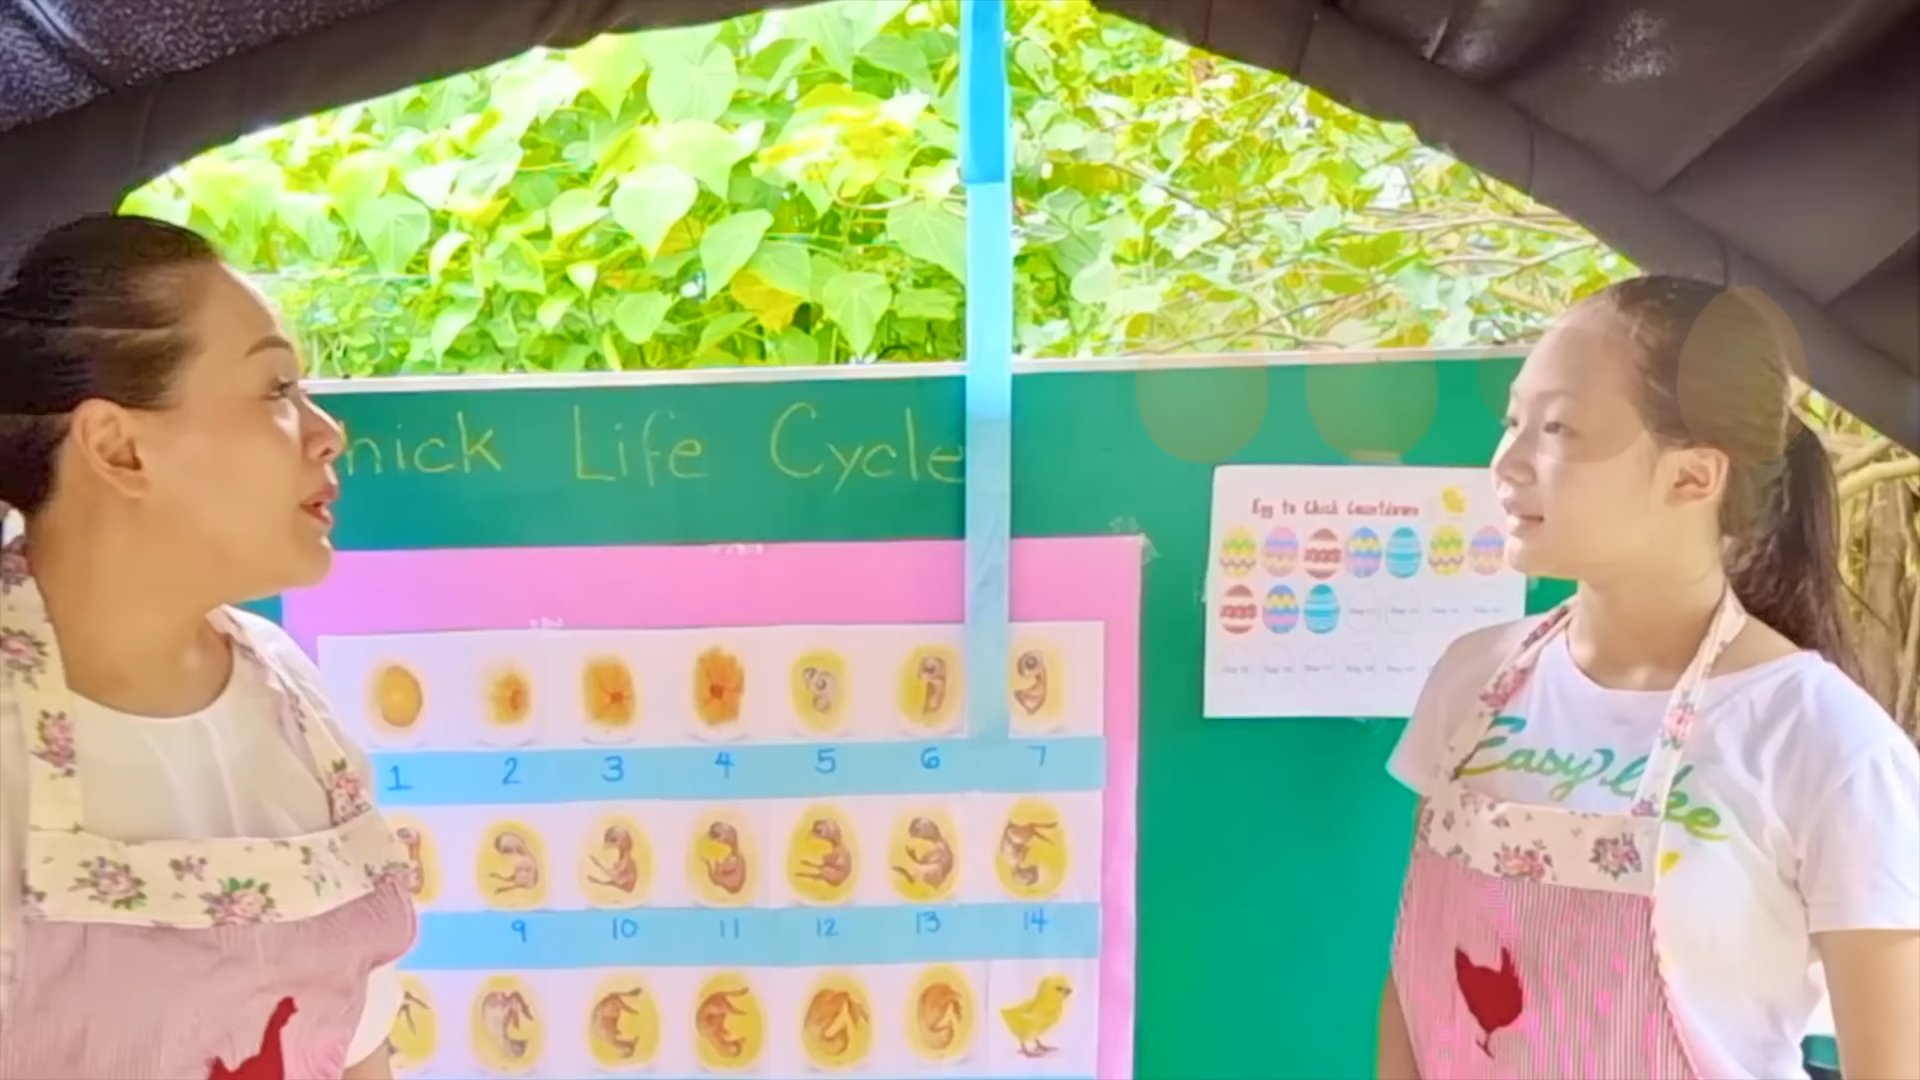 hick Life Cycle
Egg to Chick Countdown
1 2 3 4 5 6 7
9 10 11 12 13 14
Easy like